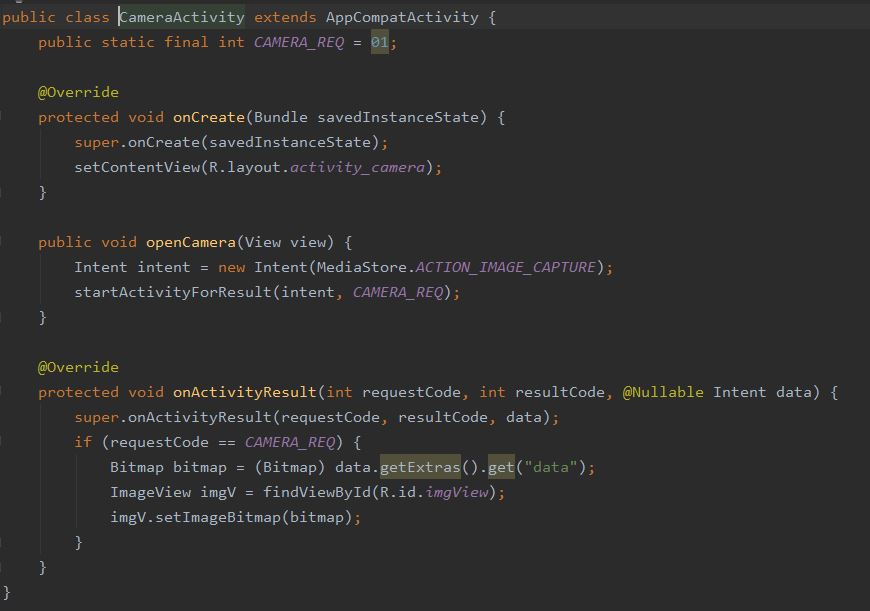 public class CameraActivity extends AppCompatActivity {
    public static final int CAMERA_REQ = 01;

    @Override
    protected void onCreate(Bundle savedInstanceState) {
        super.onCreate(savedInstanceState);
        setContentView(R.layout.activity_camera);
    }

    public void openCamera(View view) {
        Intent intent = new Intent(MediaStore.ACTION_IMAGE_CAPTURE);
        startActivityForResult(intent, CAMERA_REQ);
    }

    @Override
    protected void onActivityResult(int requestCode, int resultCode, @Nullable Intent data) {
        super.onActivityResult(requestCode, resultCode, data);
        if (requestCode == CAMERA_REQ) {
            Bitmap bitmap = (Bitmap) data.getExtras().get("data");
            ImageView imgV = findViewById(R.id.imgView);
            imgV.setImageBitmap(bitmap);
        }
    }
}